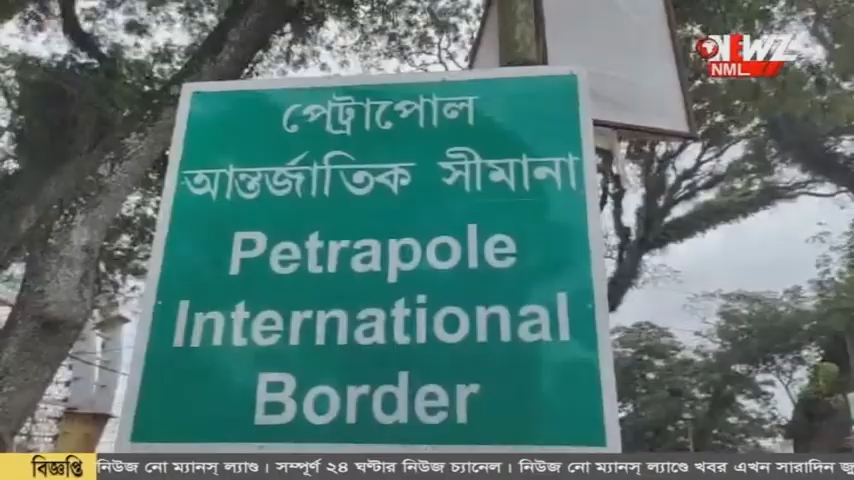 NEWZ
NML
পেট্রাপোল
আন্তর্জাতিক সীমানা
Petrapole
International
Border
বিজ্ঞপ্তি
নিউজ নো ম্যানস্ ল্যাণ্ড। সম্পূর্ণ ২৪ ঘণ্টার নিউজ চ্যানেল। নিউজ নো ম্যানস্ ল্যাণ্ডে খবর এখন সারাদিন